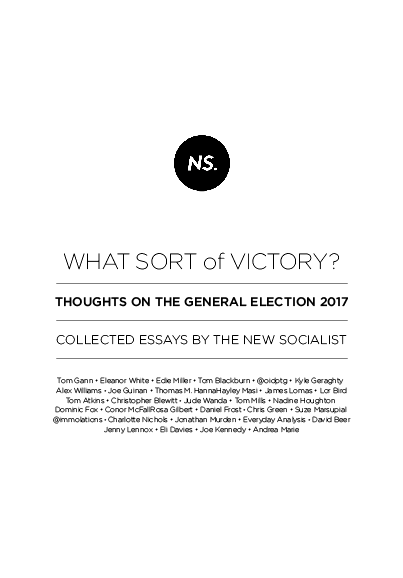 NS.
WHAT SORT of VICTORY?
THOUGHTS ON THE GENERAL ELECTION 2017
COLLECTED ESSAYS BY THE NEW SOCIALIST
Tom Gann • Eleanor White • Edie Miller • Tom Blackburn • @oidptg • Kyle Geraghty
Alex Williams • Joe Guinan • Thomas M. HannaHayley Masi • James Lomas • Lor Bird
Tom Atkins • Christopher Blewitt • Jude Wanda • Tom Mills • Nadine Houghton
Dominic Fox • Conor McFallRosa Gilbert • Daniel Frost • Chris Green • Suze Marsupial
@mmolations • Charlotte Nichols • Jonathan Murden • Everyday Analysis • David Beer
Jenny Lennox • Eli Davies • Joe Kennedy • Andrea Marie